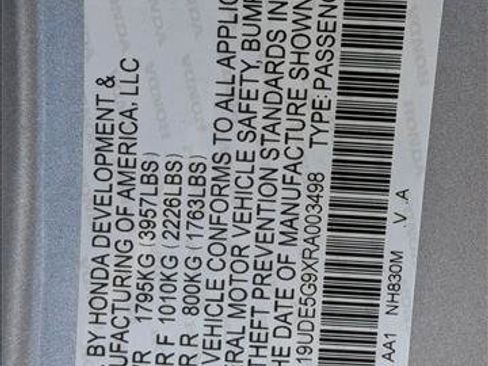 BY HONDA DEVELOPMENT &
FACTURING OF AMERICA, LLC
1795KG (3957LBS)
R F 1010KG (2226LBS)
R R 800KG (1763LBS)
VEHICLE CONFORMS TO ALL APPLIC
ERAL MOTOR VEHICLE SAFETY, BUMP
THEFT PREVENTION STANDARDS IN
HE DATE OF MANUFACTURE SHOWN
19UDE5G9XRA003498 TYPE: PASSENG
AA1 NH830M V A